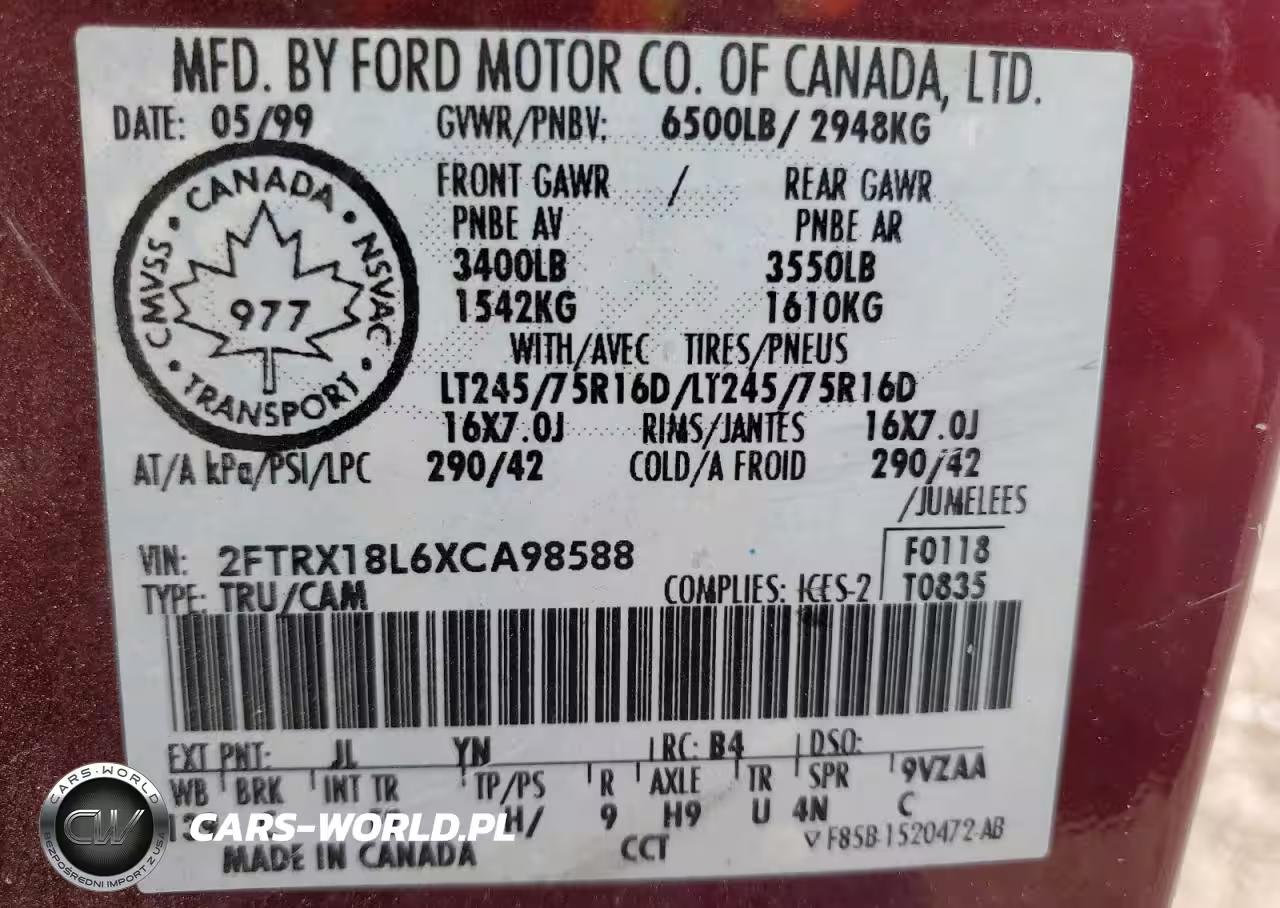 MFD. BY FORD MOTOR CO. OF CANADA, LTD.
DATE: 05/99 GVWR/PNBV: 6500LB/ 2948KG
CANADA
CMVSS
NSVAC
977
TRANSPORT
FRONT GAWR / REAR GAWR
PNBE AV PNBE AR
3400LB 3550LB
1542KG 1610KG
WITH/AVEC TIRES/PNEUS
LT245/75R16D/LT245/75R16D
16X7.0J RIMS/JANTES 16X7.0J
AT/A kPa/PSI/LPC 290/42 COLD/A FROID 290/42
/JUMELEES
VIN: 2FTRX18L6XCA98588
F0118
TYPE: TRU/CAM COMPLIES: ICES-2 T0835
EXT PNT: JL YN RC: B4 DSO:
WB BRK INT TR TP/PS R AXLE TR SPR 9VZAA
H/ 9 H9 U 4N C
MADE IN CANADA CCT F85B-1520472-AB
CARS-WORLD
CW
BEZPOŚREDNI IMPORT Z USA
CARS-WORLD.PL